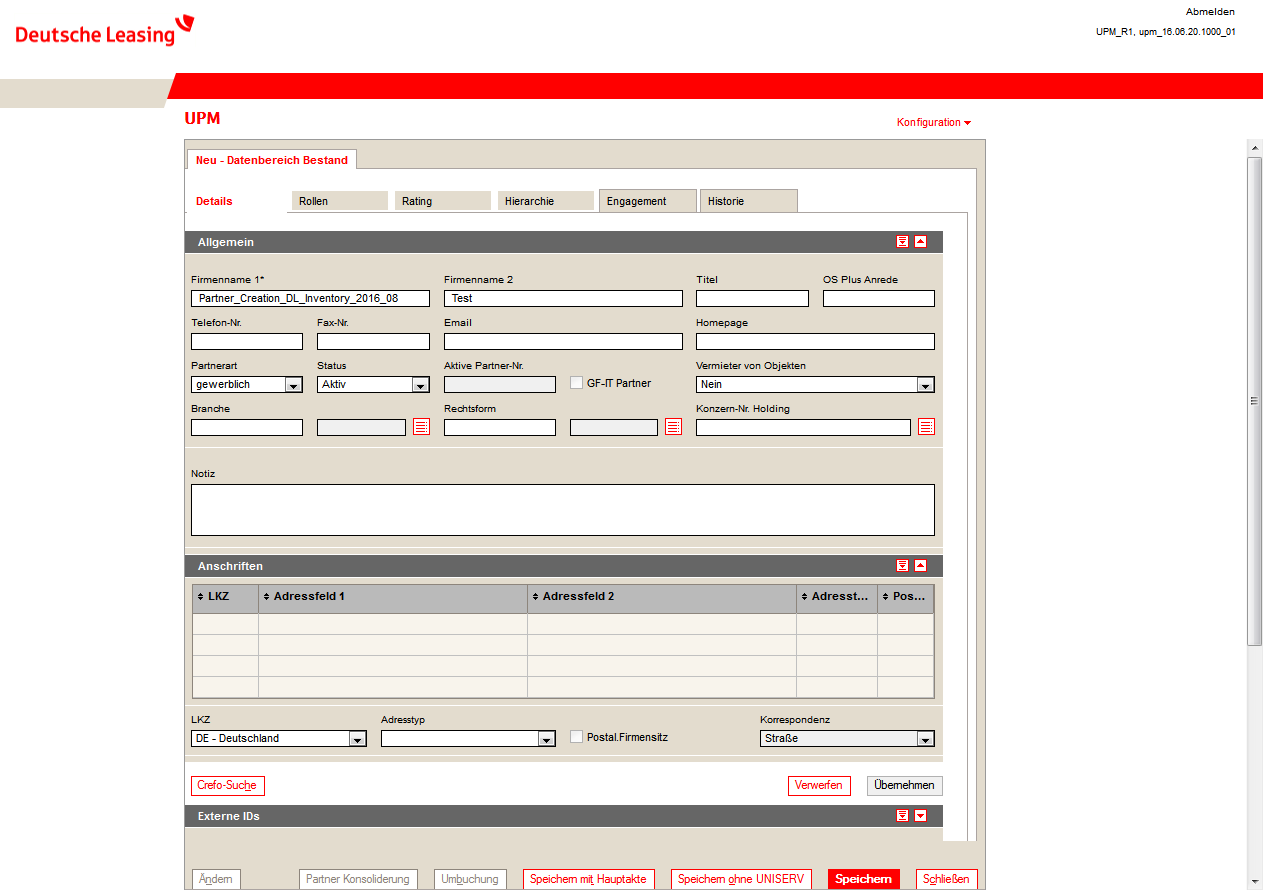 Deutsche Leasing
Abmelden
UPM_R1, upm_16.06.20.1000_01
UPM
Konfiguration
Neu - Datenbereich Bestand
Details Rollen Rating Hierarchie Engagement Historie
Allgemein
Firmenname 1* Firmenname 2 Titel OS Plus Anrede
Partner_Creation_DL_Inventory_2016_08 Test
Telefon-Nr. Fax-Nr. Email Homepage
Partnerart Status Aktive Partner-Nr. Vermieter von Objekten
gewerblich Aktiv GF-IT Partner Nein
Branche Rechtsform Konzern-Nr. Holding
Notiz
Anschriften
LKZ Adressfeld 1 Adressfeld 2 Adresst... Pos...
LKZ Adresstyp Korrespondenz
DE - Deutschland Postal.Firmensitz Straße
Crefo-Suche Verwerfen Übernehmen
Externe IDs
Ändern Partner Konsolidierung Umbuchung Speichern mit Hauptakte Speichern ohne UNISERV Speichern Schließen